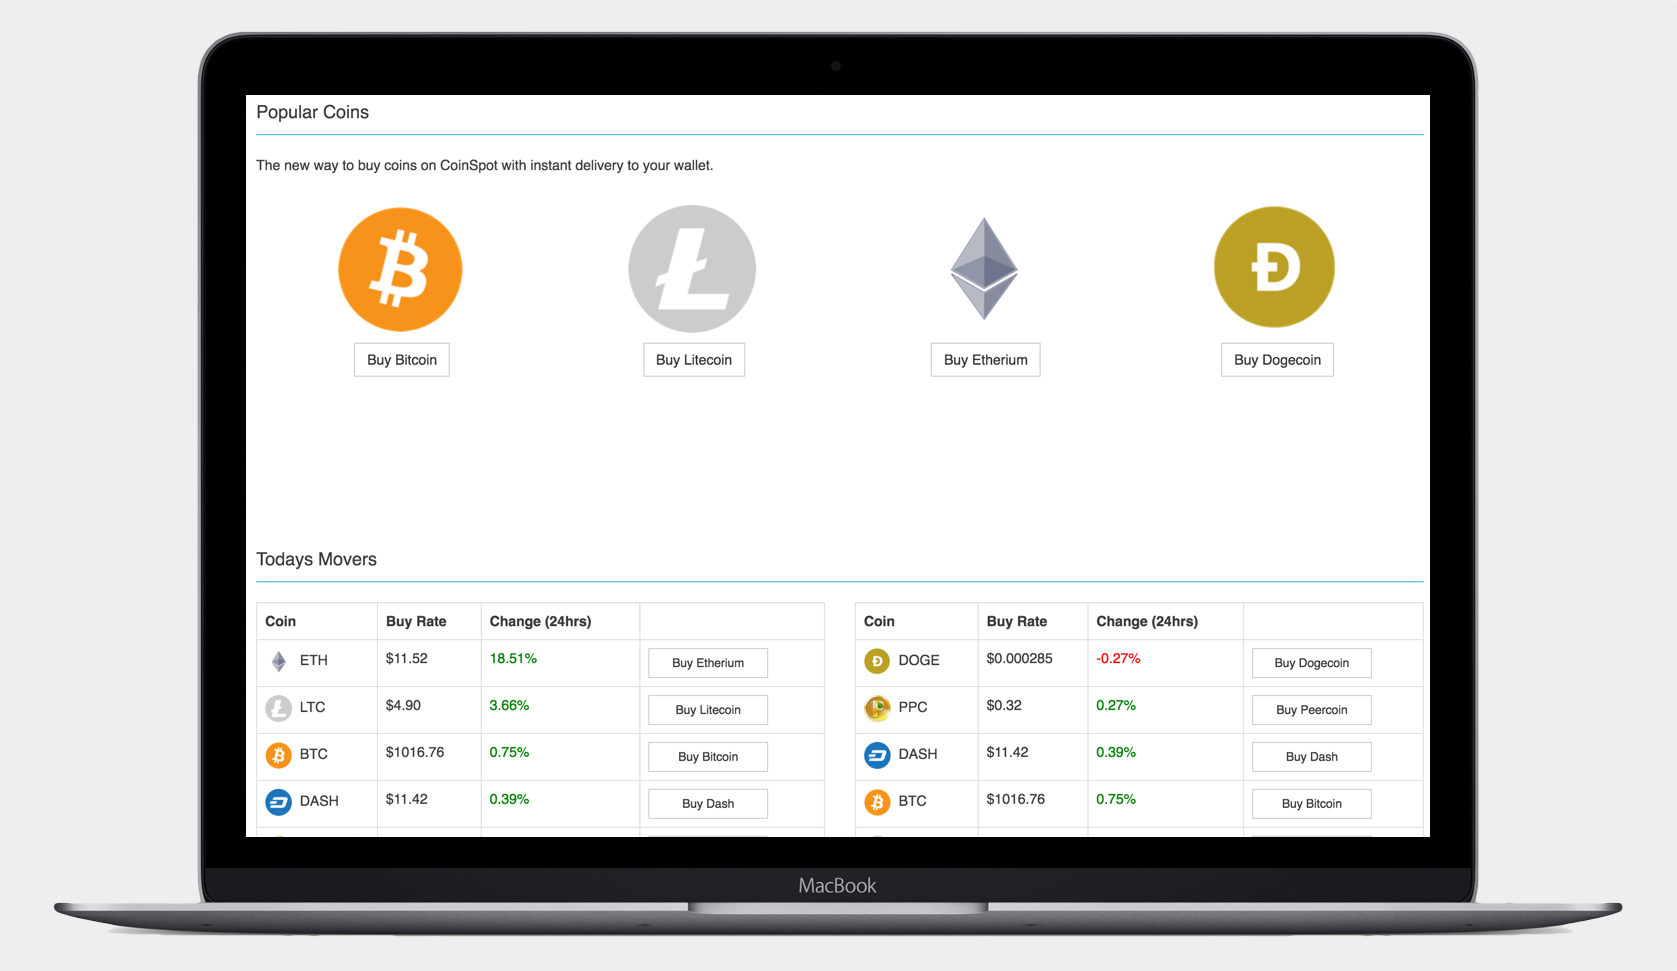 Popular Coins
The new way to buy coins on CoinSpot with instant delivery to your wallet.
Buy Bitcoin Buy Litecoin Buy Etherium Buy Dogecoin
Todays Movers
Coin Buy Rate Change (24hrs) Coin Buy Rate Change (24hrs)
ETH $11.52 18.51% Buy Etherium DOGE $0.000285 -0.27% Buy Dogecoin
LTC $4.90 3.66% Buy Litecoin PPC $0.32 0.27% Buy Peercoin
BTC $1016.76 0.75% Buy Bitcoin DASH $11.42 0.39% Buy Dash
DASH $11.42 0.39% Buy Dash BTC $1016.76 0.75% Buy Bitcoin
MacBook